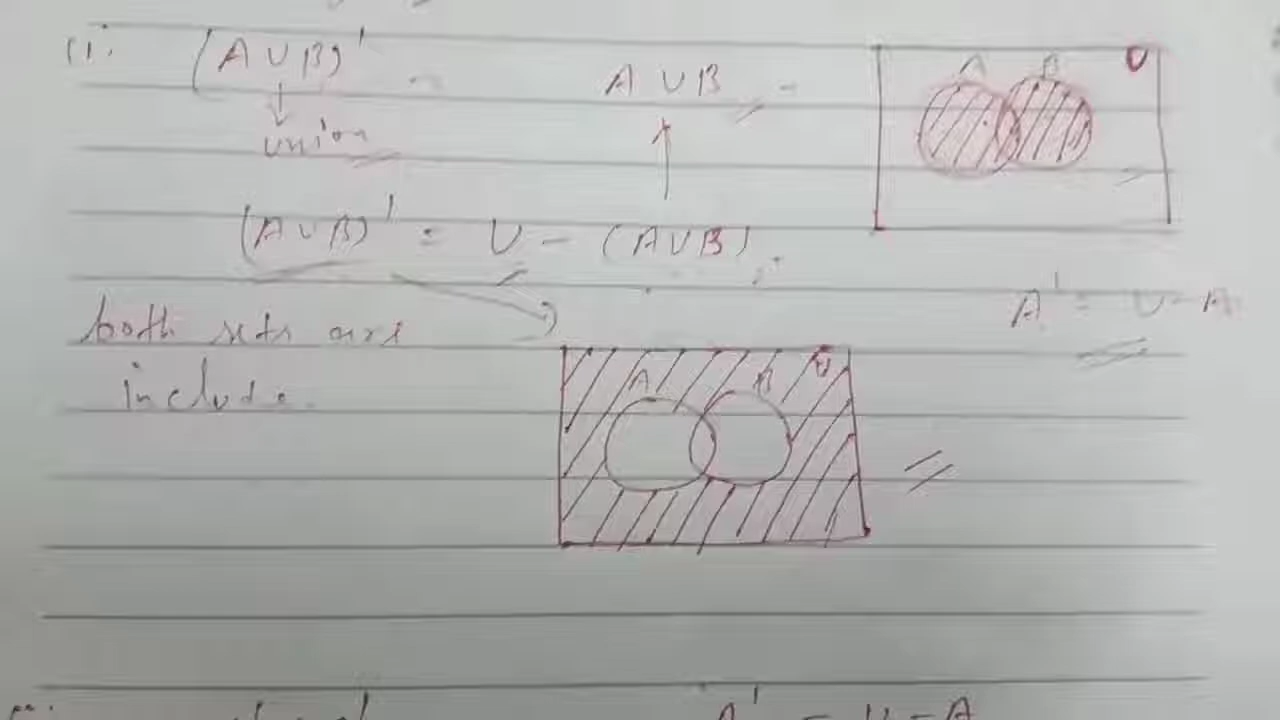 (i). (A ∪ B)'
A ∪ B
A B U
union
(A ∪ B)' = U - (A ∪ B)
A' = U - A
both sets are
include.
A B U
A' = U - A